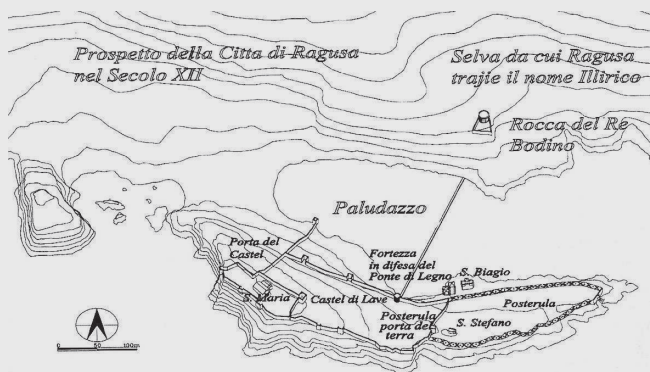 Prospetto della Citta di Ragusa
nel Secolo XII
Selva da cui Ragusa
trajie il nome Illirico
Rocca del Re
Bodino
Paludazzo
Porta del
Castel
Fortezza
in difesa del
Ponte di Legno
S. Biagio
S. Maria
Castel di Lave
Posterula
Posterula
porta del
terra
S. Stefano
0 50 100m